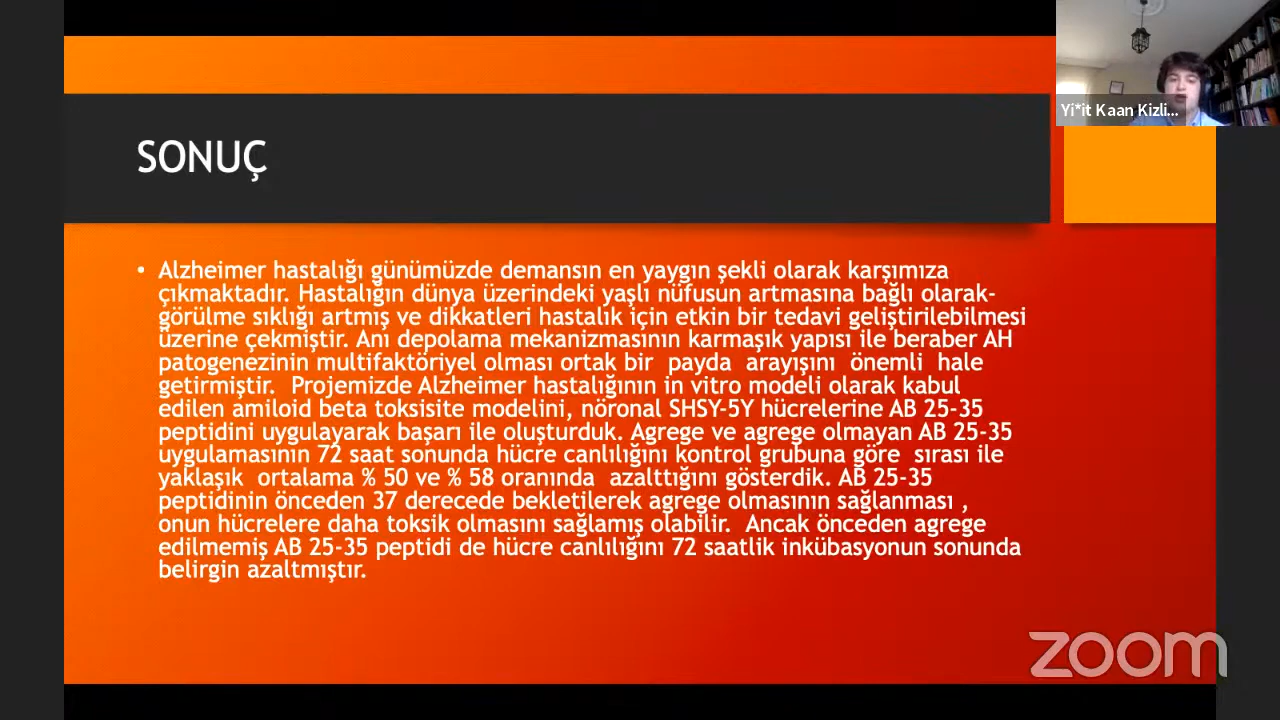 Yi*it Kaan Kizli...
SONUÇ
• Alzheimer hastalığı günümüzde demansın en yaygın şekli olarak karşımıza
çıkmaktadır. Hastalığın dünya üzerindeki yaşlı nüfusun artmasına bağlı olarak-
görülme sıklığı artmış ve dikkatleri hastalık için etkin bir tedavi geliştirilebilmesi
üzerine çekmiştir. Anı depolama mekanizmasının karmaşık yapısı ile beraber AH
patogenezinin multifaktöriyel olması ortak bir payda arayışını önemli hale
getirmiştir. Projemizde Alzheimer hastalığının in vitro modeli olarak kabul
edilen amiloid beta toksisite modelini, nöronal SHSY-5Y hücrelerine AB 25-35
peptidini uygulayarak başarı ile oluşturduk. Agrege ve agrege olmayan AB 25-35
uygulamasının 72 saat sonunda hücre canlılığını kontrol grubuna göre sırası ile
yaklaşık ortalama % 50 ve % 58 oranında azalttığını gösterdik. AB 25-35
peptidinin önceden 37 derecede bekletilerek agrege olmasının sağlanması ,
onun hücrelere daha toksik olmasını sağlamış olabilir. Ancak önceden agrege
edilmemiş AB 25-35 peptidi de hücre canlılığını 72 saatlik inkübasyonun sonunda
belirgin azaltmıştır.
zoom